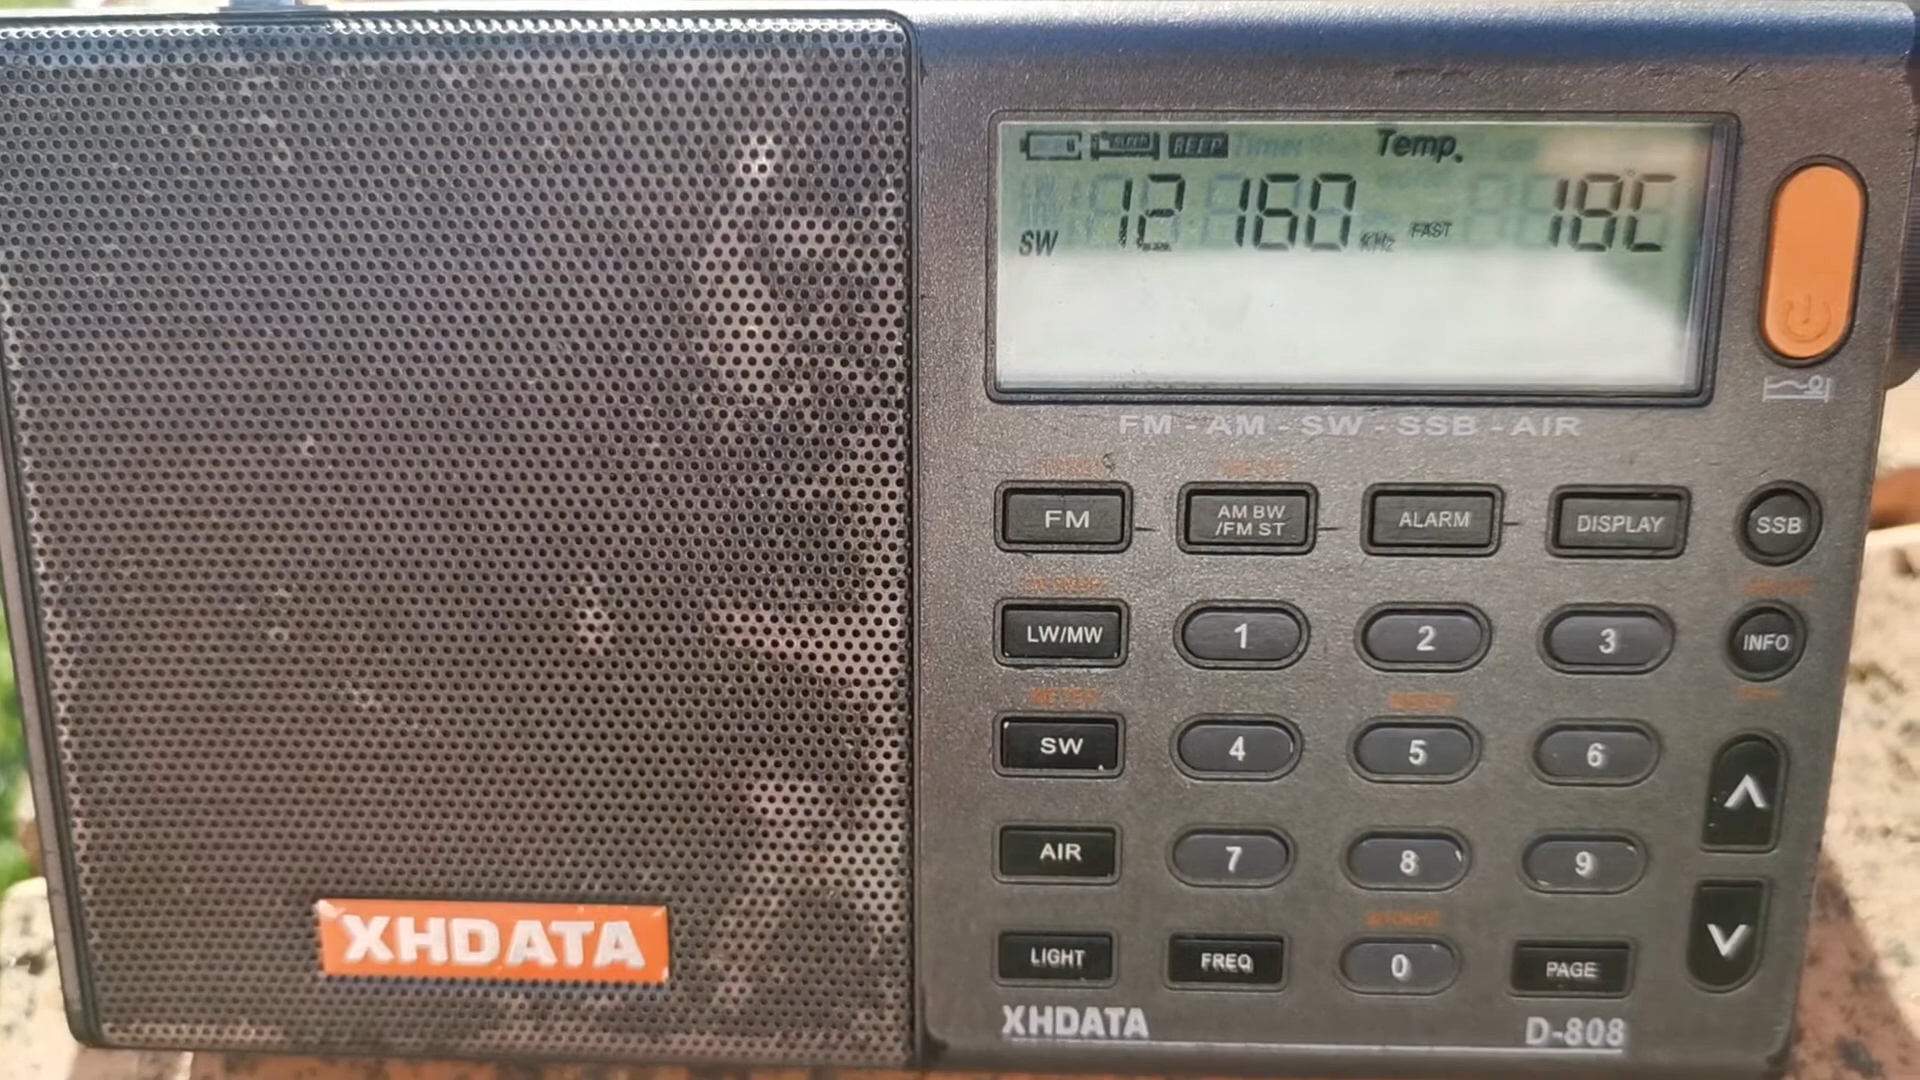 BEEP Temp.
SW 12160 KHz FAST 18°C
FM - AM - SW - SSB - AIR
FM AM BW /FM ST ALARM DISPLAY SSB
LW/MW 1 2 3 INFO
SW 4 5 6
AIR 7 8 9
LIGHT FREQ 0 PAGE
XHDATA
XHDATA D-808